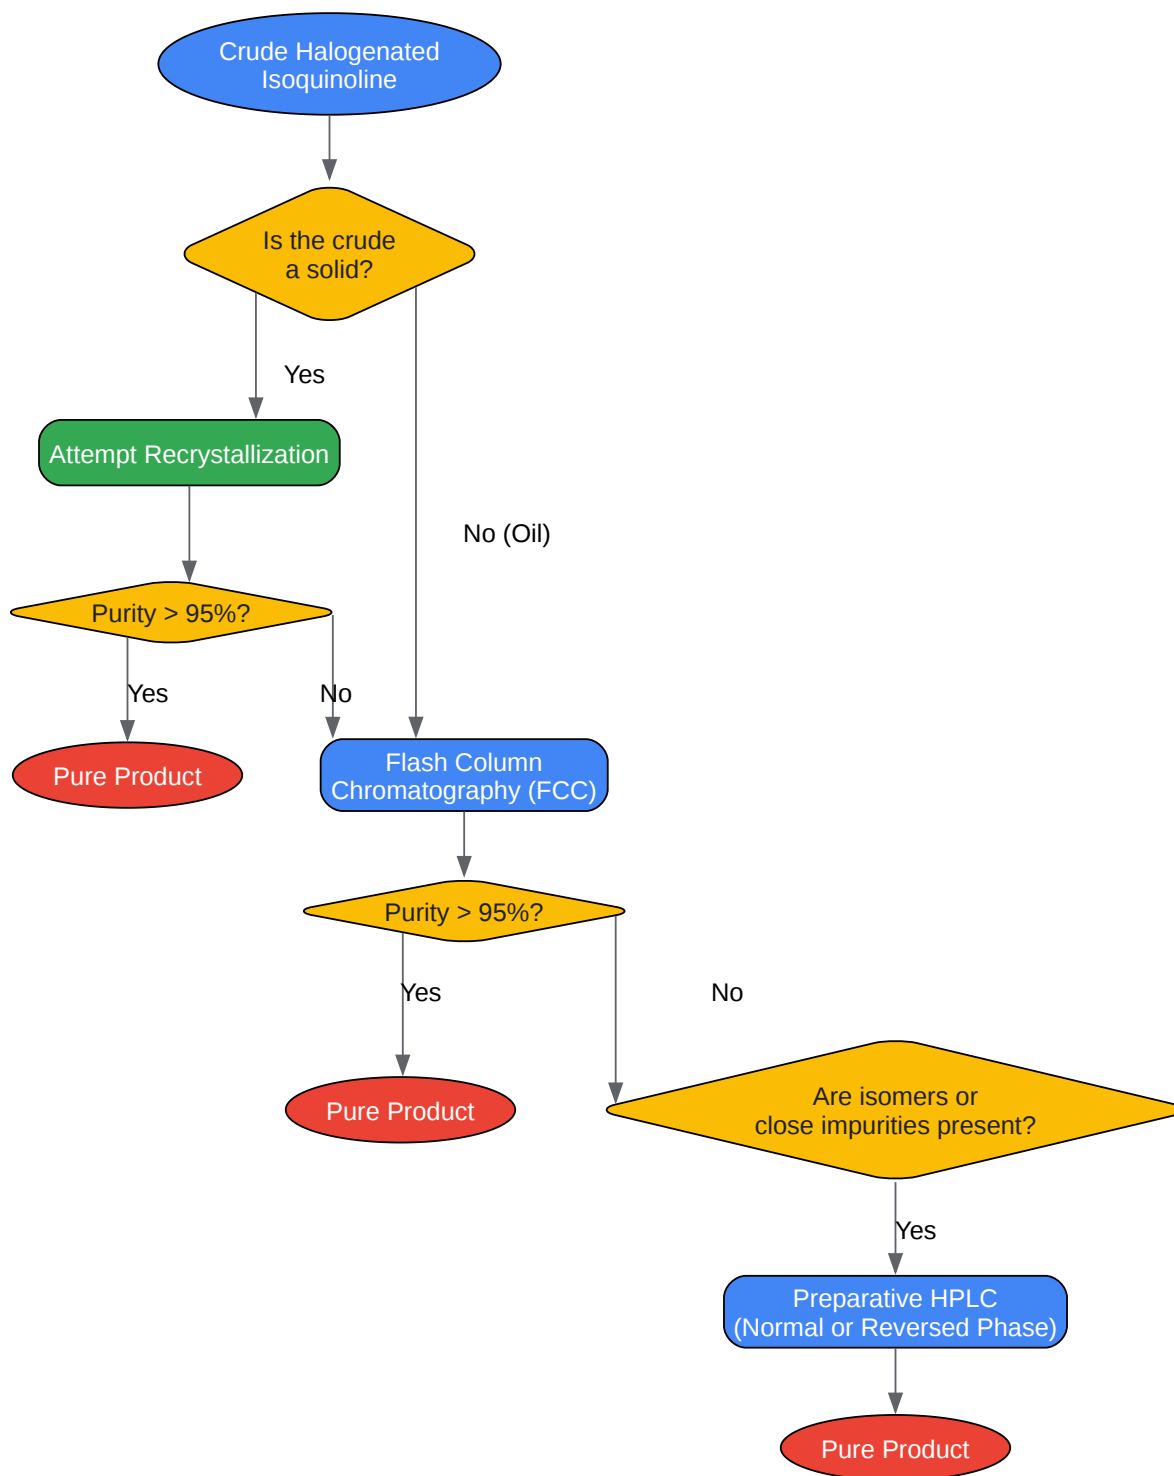 Crude Halogenated
Isoquinoline
Is the crude
a solid?
Yes
Attempt Recrystallization
No (Oil)
Purity > 95%?
Yes
No
Pure Product
Flash Column
Chromatography (FCC)
Purity > 95%?
Yes
No
Pure Product
Are isomers or
close impurities present?
Yes
Preparative HPLC
(Normal or Reversed Phase)
Pure Product